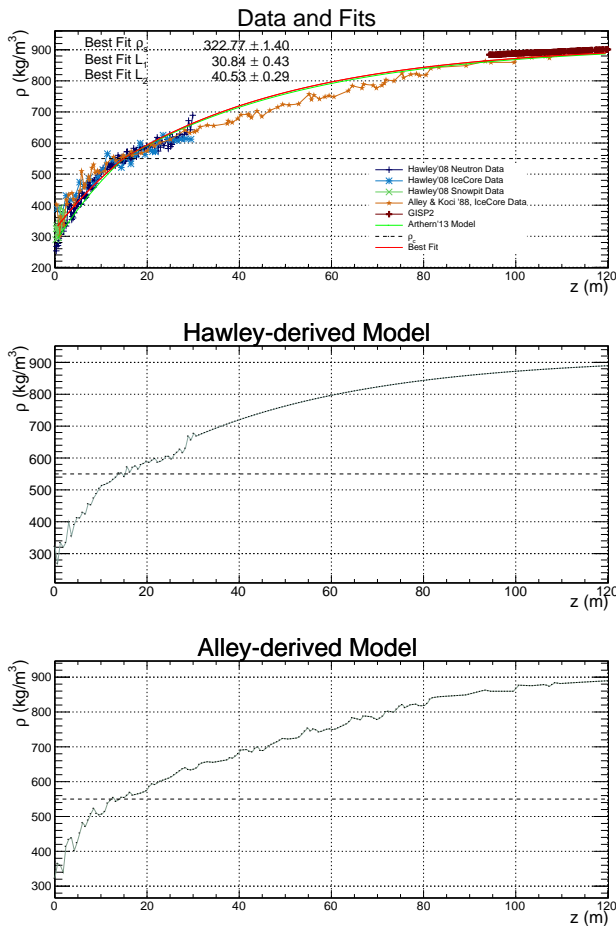 Data and Fits
ρ (kg/m³)
900
800
700
600
500
400
300
200
Best Fit ρs 322.77 ± 1.40
Best Fit L1 30.84 ± 0.43
Best Fit L2 40.53 ± 0.29
Hawley'08 Neutron Data
Hawley'08 IceCore Data
Hawley'08 Snowpit Data
Alley & Koci '88, IceCore Data
GISP2
Arthern'13 Model
ρc
Best Fit
0 20 40 60 80 100 120
z (m)
Hawley-derived Model
ρ (kg/m³)
900
800
700
600
500
400
300
0 20 40 60 80 100 120
z (m)
Alley-derived Model
ρ (kg/m³)
900
800
700
600
500
400
300
0 20 40 60 80 100 120
z (m)